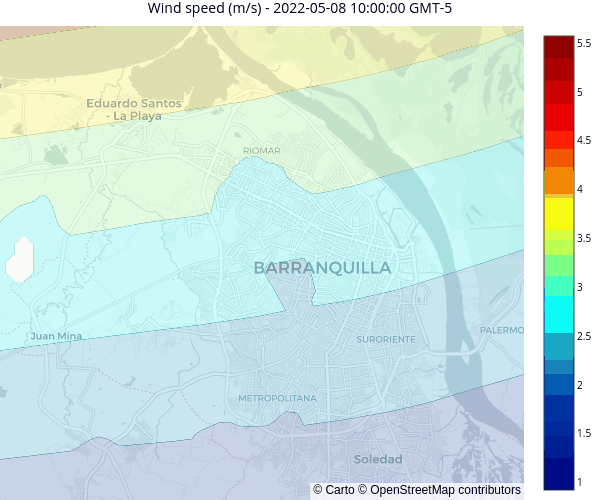 Wind speed (m/s) - 2022-05-08 10:00:00 GMT-5
5.5
5
4.5
4
3.5
3
2.5
2
1.5
1
Eduardo Santos
- La Playa
RIOMAR
BARRANQUILLA
Juan Mina
SURORIENTE
PALERMO
METROPOLITANA
Soledad
© Carto © OpenStreetMap contributors